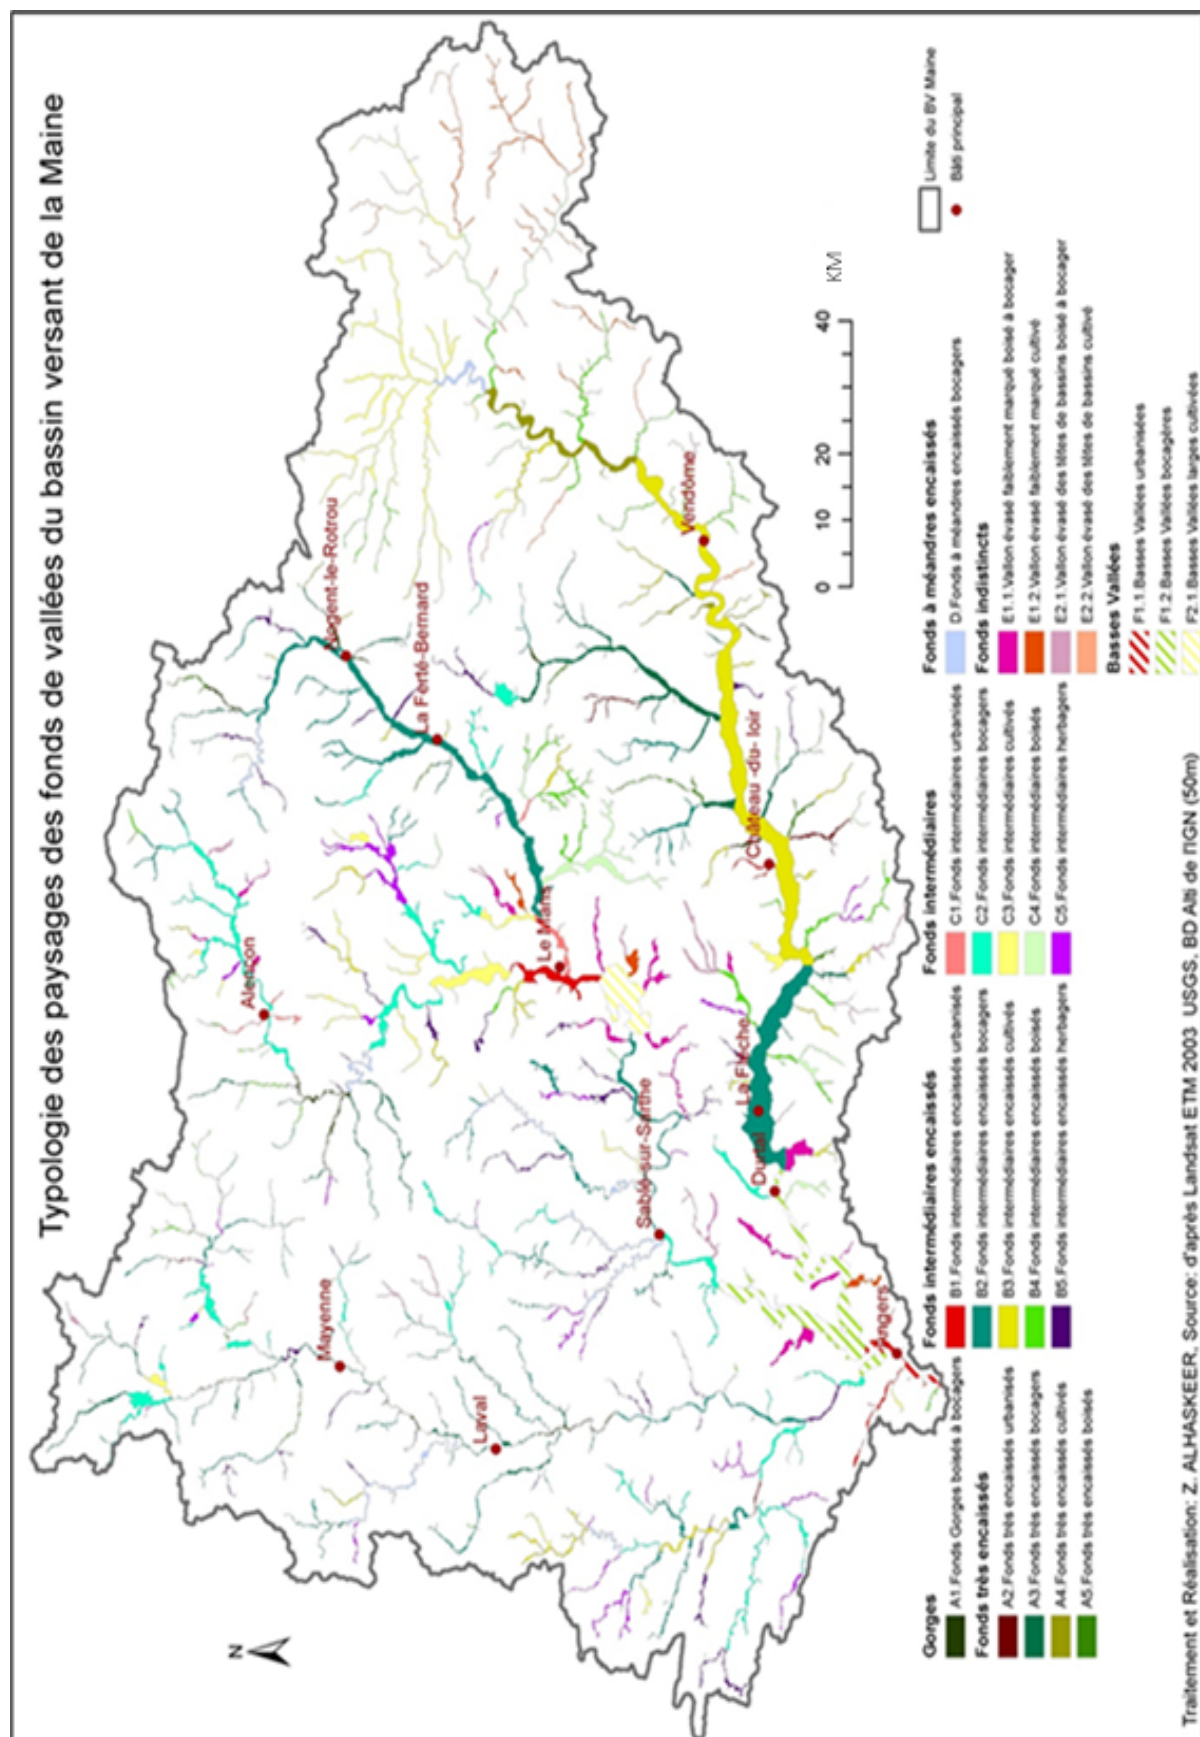 Typologie des paysages des fonds de vallées du bassin versant de la Maine
N
Alençon
Mayenne
Laval
Nogent-le-Rotrou
La Ferté-Bernard
Le Mans
Sablé-sur-Sarthe
La Flèche
Durtal
Angers
Château -du- loir
Vendôme
0 10 20 40
KM
Gorges
A1.Fonds Gorges boisés à bocagers
Fonds très encaissés
A2.Fonds très encaissés urbanisés
A3.Fonds très encaissés bocagers
A4.Fonds très encaissés cultivés
A5.Fonds très encaissés boisés
Fonds intermédiaires encaissés
B1.Fonds intermédiaires encaissés urbanisés
B2.Fonds intermédiaires encaissés bocagers
B3.Fonds intermédiaires encaissés cultivés
B4.Fonds intermédiaires encaissés boisés
B5.Fonds intermédiaires encaissés herbagers
Fonds intermédiaires
C1.Fonds intermédiaires urbanisés
C2.Fonds intermédiaires bocagers
C3.Fonds intermédiaires cultivés
C4.Fonds intermédiaires boisés
C5.Fonds intermédiaires herbagers
Fonds à méandres encaissés
D.Fonds à méandres encaissés bocagers
Fonds indistincts
E1.1.Vallon évasé faiblement marqué boisé à bocager
E1.2.Vallon évasé faiblement marqué cultivé
E2.1.Vallon évasé des têtes de bassins boisé à bocager
E2.2.Vallon évasé des têtes de bassins cultivé
Basses Vallées
F1.1.Basses Vallées urbanisées
F1.2.Basses Vallées bocagères
F2.1.Basses Vallées larges cultivées
Limite du BV Maine
Bâti principal
Traitement et Réalisation: Z. ALHASKEER, Source: d'après Landsat ETM 2003 USGS, BD.Alti de l'IGN (50m)